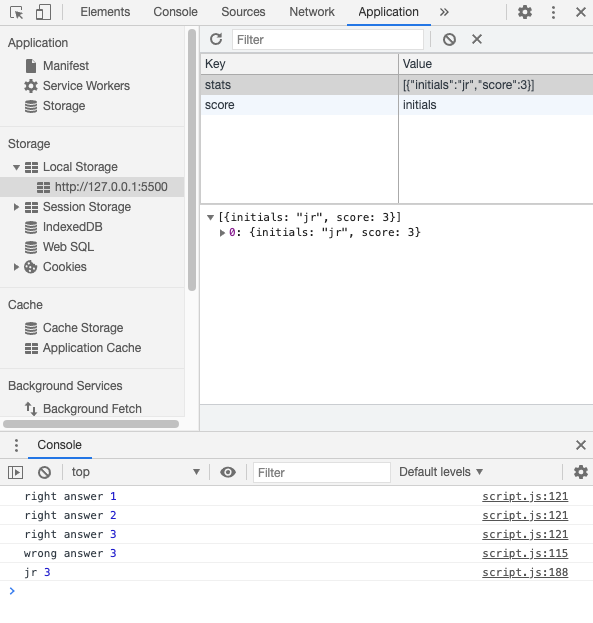 Elements Console Sources Network Application »
Application
Manifest
Service Workers
Storage
Storage
Local Storage
http://127.0.0.1:5500
Session Storage
IndexedDB
Web SQL
Cookies
Cache
Cache Storage
Application Cache
Background Services
Background Fetch
Filter
Key Value
stats [{"initials":"jr","score":3}]
score initials
[{initials: "jr", score: 3}]
0: {initials: "jr", score: 3}
Console
top Filter Default levels
right answer 1 script.js:121
right answer 2 script.js:121
right answer 3 script.js:121
wrong answer 3 script.js:115
jr 3 script.js:188